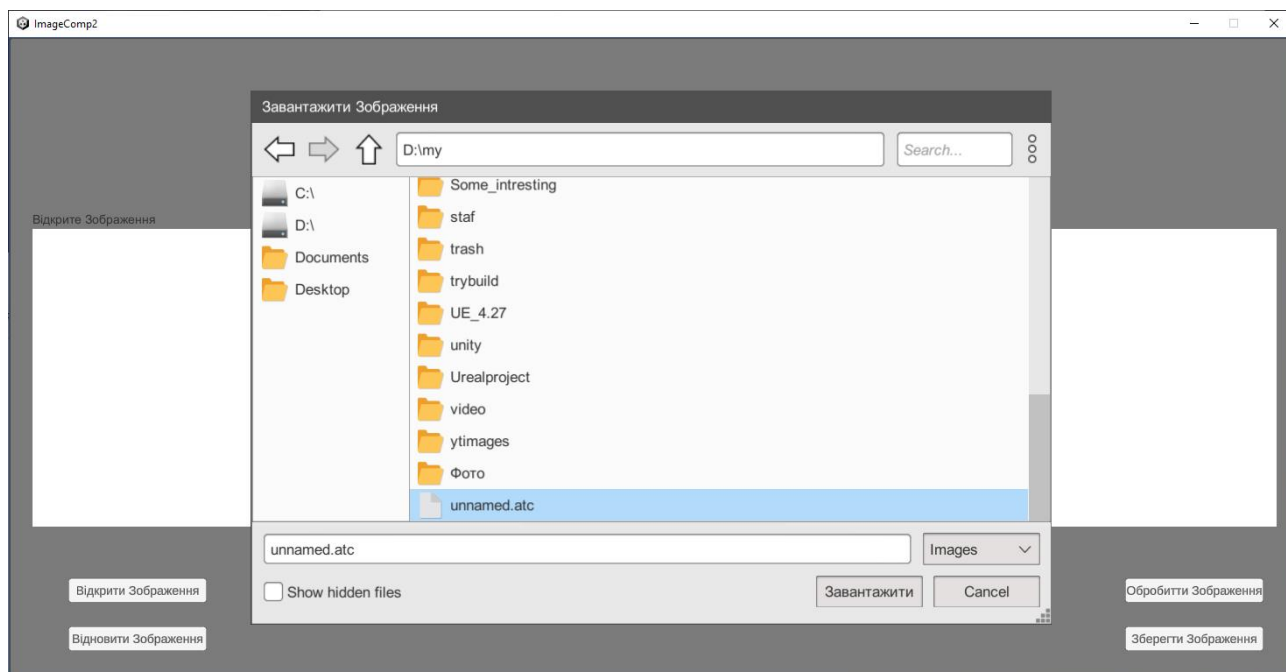 ImageComp2
Завантажити Зображення
D:\my
Search...
C:\
D:\
Documents
Desktop
Some_intresting
staf
trash
trybuild
UE_4.27
unity
Urealproject
video
ytimages
Фото
unnamed.atc
Відкрите Зображення
unnamed.atc
Images
Show hidden files
Завантажити
Cancel
Відкрити Зображення
Обробитти Зображення
Відновити Зображення
Зберегти Зображення